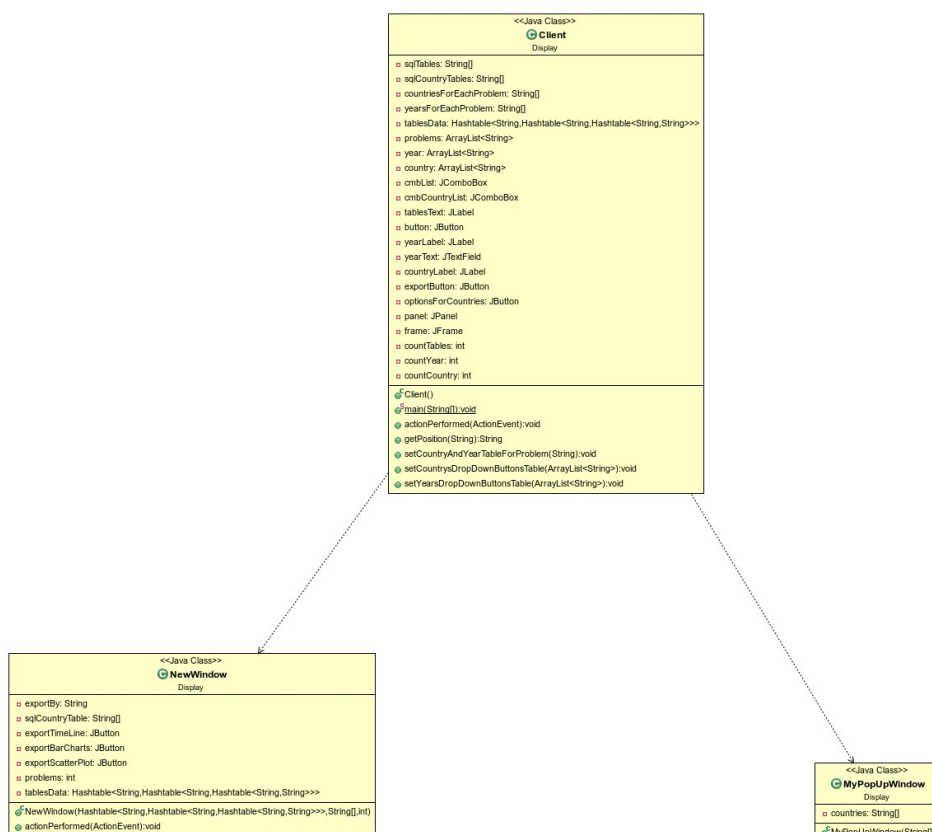 <<Java Class>>
Client
Display
sqlTables: String[]
sqlCountryTables: String[]
countriesForEachProblem: String[]
yearsForEachProblem: String[]
tablesData: Hashtable<String,Hashtable<String,Hashtable<String,String>>>
problems: ArrayList<String>
year: ArrayList<String>
country: ArrayList<String>
cmbList: JComboBox
cmbCountryList: JComboBox
tablesText: JLabel
button: JButton
yearLabel: JLabel
yearText: JTextField
countryLabel: JLabel
exportButton: JButton
optionsForCountries: JButton
panel: JPanel
frame: JFrame
countTables: int
countYear: int
countCountry: int
Client()
main(String[]):void
actionPerformed(ActionEvent):void
getPosition(String):String
setCountryAndYearTableForProblem(String):void
setCountrysDropDownButtonsTable(ArrayList<String>):void
setYearsDropDownButtonsTable(ArrayList<String>):void
<<Java Class>>
NewWindow
Display
exportBy: String
sqlCountryTable: String[]
exportTimeLine: JButton
exportBarCharts: JButton
exportScatterPlot: JButton
problems: int
tablesData: Hashtable<String,Hashtable<String,Hashtable<String,String>>>
NewWindow(Hashtable<String,Hashtable<String,Hashtable<String,String>>>,String[],int)
actionPerformed(ActionEvent):void
<<Java Class>>
MyPopUpWindow
Display
countries: String[]
MyPopUpWindow(String[]